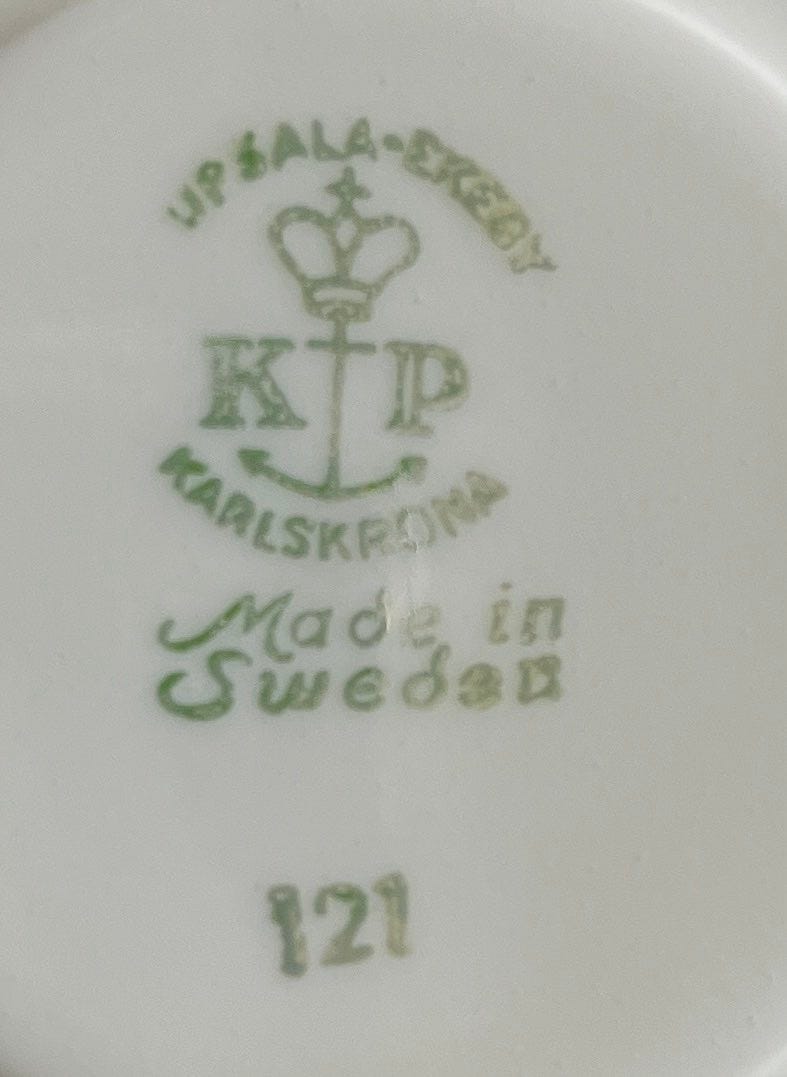 UPSALA-EKEBY
K P
KARLSKRONA
Made in
Sweden
121